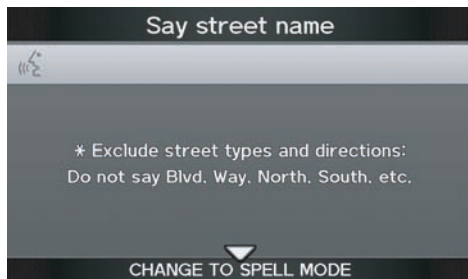 Say street name
* Exclude street types and directions:
Do not say Blvd, Way, North, South, etc.
CHANGE TO SPELL MODE